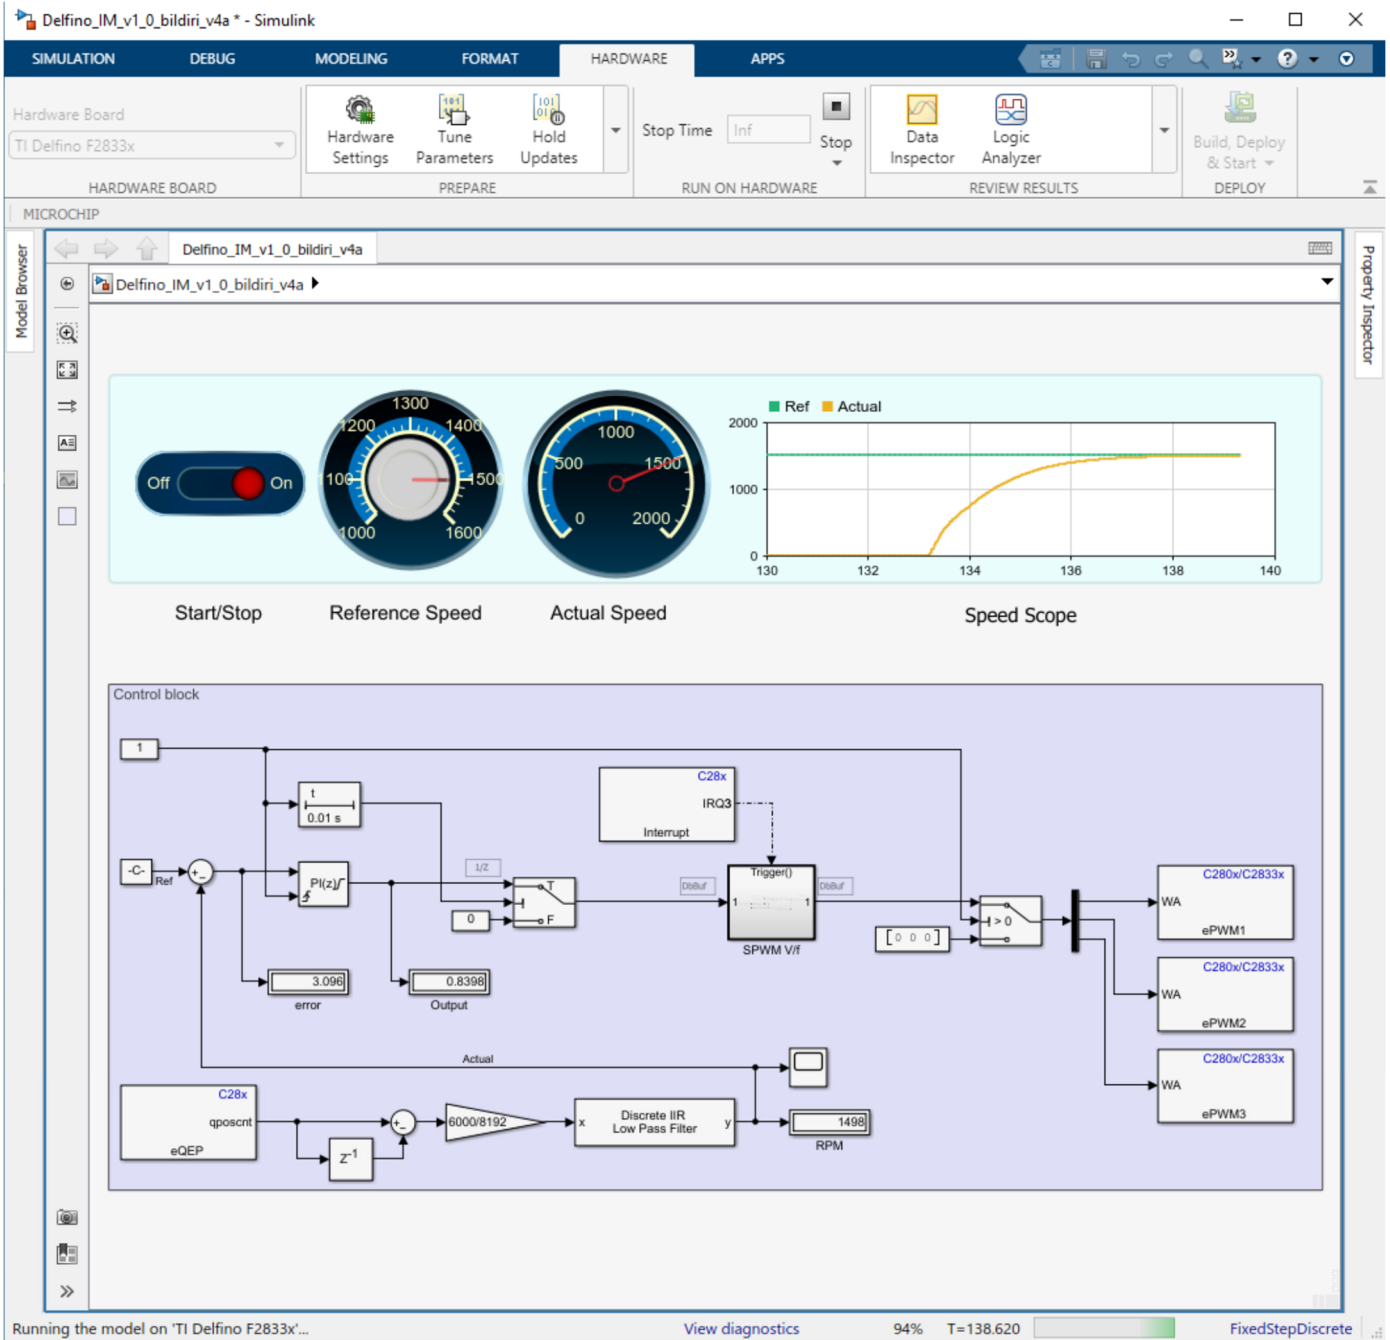 Delfino_IM_v1_0_bildiri_v4a * - Simulink
SIMULATION DEBUG MODELING FORMAT HARDWARE APPS
Hardware Board
TI Delfino F2833x
HARDWARE BOARD
Hardware
Settings
Tune
Parameters
Hold
Updates
PREPARE
Stop Time Inf
Stop
RUN ON HARDWARE
Data
Inspector
Logic
Analyzer
REVIEW RESULTS
Build, Deploy
& Start
DEPLOY
MICROCHIP
Model Browser
Property Inspector
Delfino_IM_v1_0_bildiri_v4a
Delfino_IM_v1_0_bildiri_v4a
Off On
1000 1100 1200 1300 1400 1500 1600
0 500 1000 1500 2000
Ref Actual
2000
1000
0
130 132 134 136 138 140
Start/Stop
Reference Speed
Actual Speed
Speed Scope
Control block
1
t
0.01 s
C28x
IRQ3
Interrupt
-C-
Ref
+
-
PI(z)
1/Z
T
F
0
DbBuf
Trigger()
1 1
SPWM V/f
DbBuf
> 0
[0 0 0]
C280x/C2833x
WA
ePWM1
C280x/C2833x
WA
ePWM2
C280x/C2833x
WA
ePWM3
3.096
error
0.8398
Output
Actual
C28x
qposcnt
eQEP
+
-
Z-1
6000/8192
x
Discrete IIR
Low Pass Filter
y
1498
RPM
Running the model on 'TI Delfino F2833x'... View diagnostics 94% T=138.620 FixedStepDiscrete